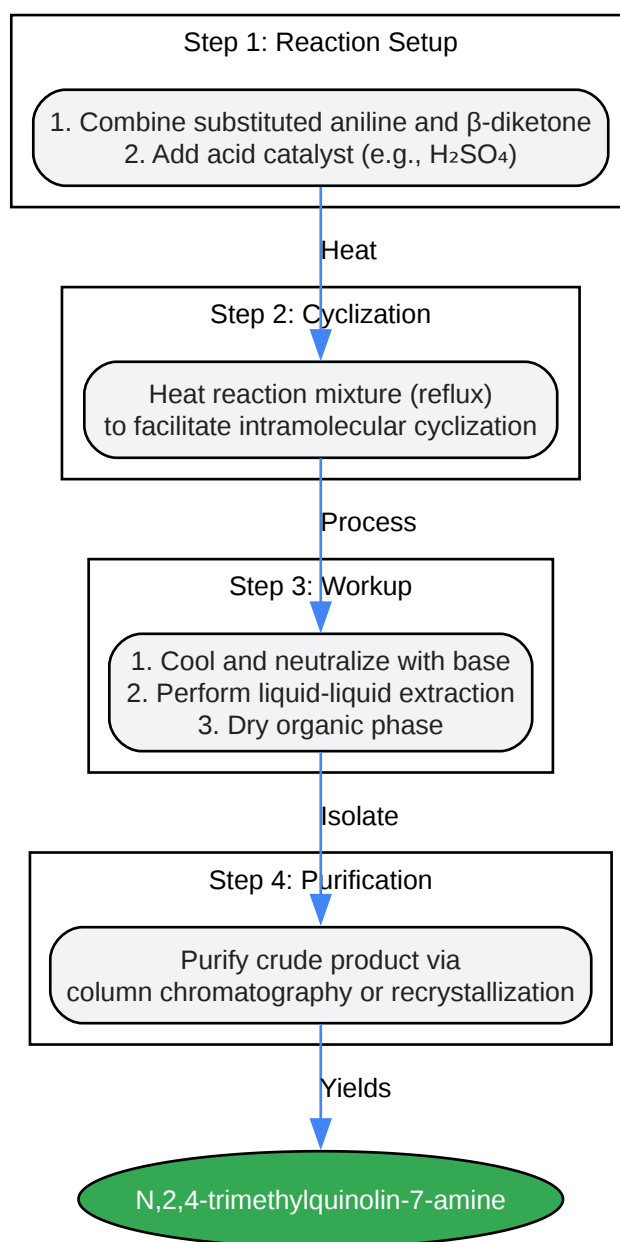 Step 1: Reaction Setup
1. Combine substituted aniline and β-diketone
2. Add acid catalyst (e.g., H₂SO₄)
Heat
Step 2: Cyclization
Heat reaction mixture (reflux)
to facilitate intramolecular cyclization
Process
Step 3: Workup
1. Cool and neutralize with base
2. Perform liquid-liquid extraction
3. Dry organic phase
Isolate
Step 4: Purification
Purify crude product via
column chromatography or recrystallization
Yields
N,2,4-trimethylquinolin-7-amine